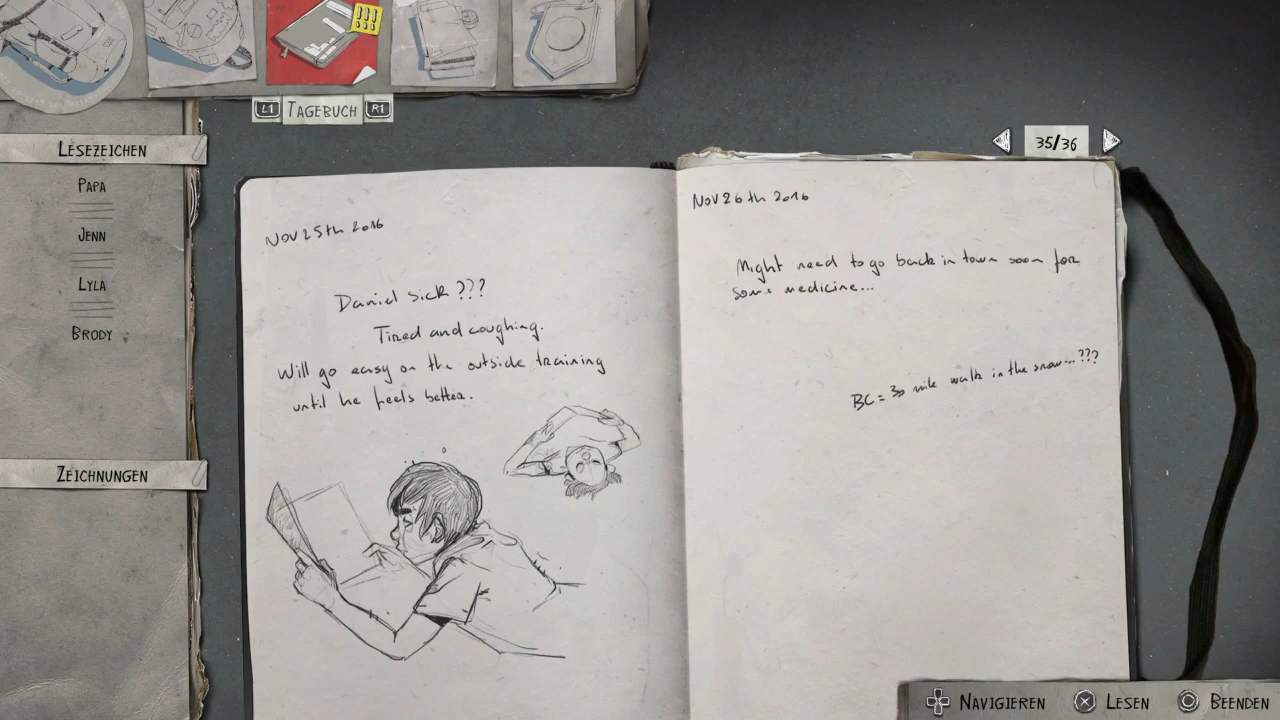 L1 TAGEBUCH R1
LESEZEICHEN
PAPA
JENN
LYLA
BRODY
ZEICHNUNGEN
35/36
NOV 25th 2016
Daniel sick ???
Tired and coughing.
Will go easy on the outside training
until he feels better.
NOV 26th 2016
Might need to go back in town soon for
some medicine...
BC = 30 mile walk in the snow...???
NAVIGIEREN
LESEN
BEENDEN